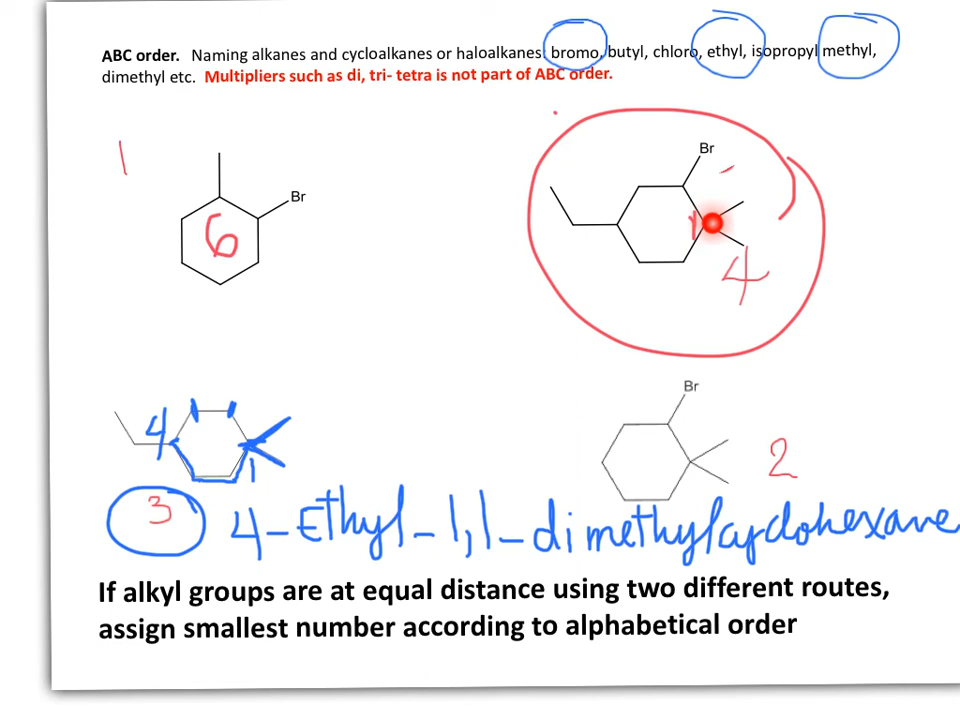 ABC order. Naming alkanes and cycloalkanes or haloalkanes: bromo, butyl, chloro, ethyl, isopropyl methyl,
dimethyl etc. Multipliers such as di, tri- tetra is not part of ABC order.
1
Br
6
Br
1
4
4
1
3
Br
2
4-Ethyl-1,1-dimethylcyclohexane
If alkyl groups are at equal distance using two different routes,
assign smallest number according to alphabetical order